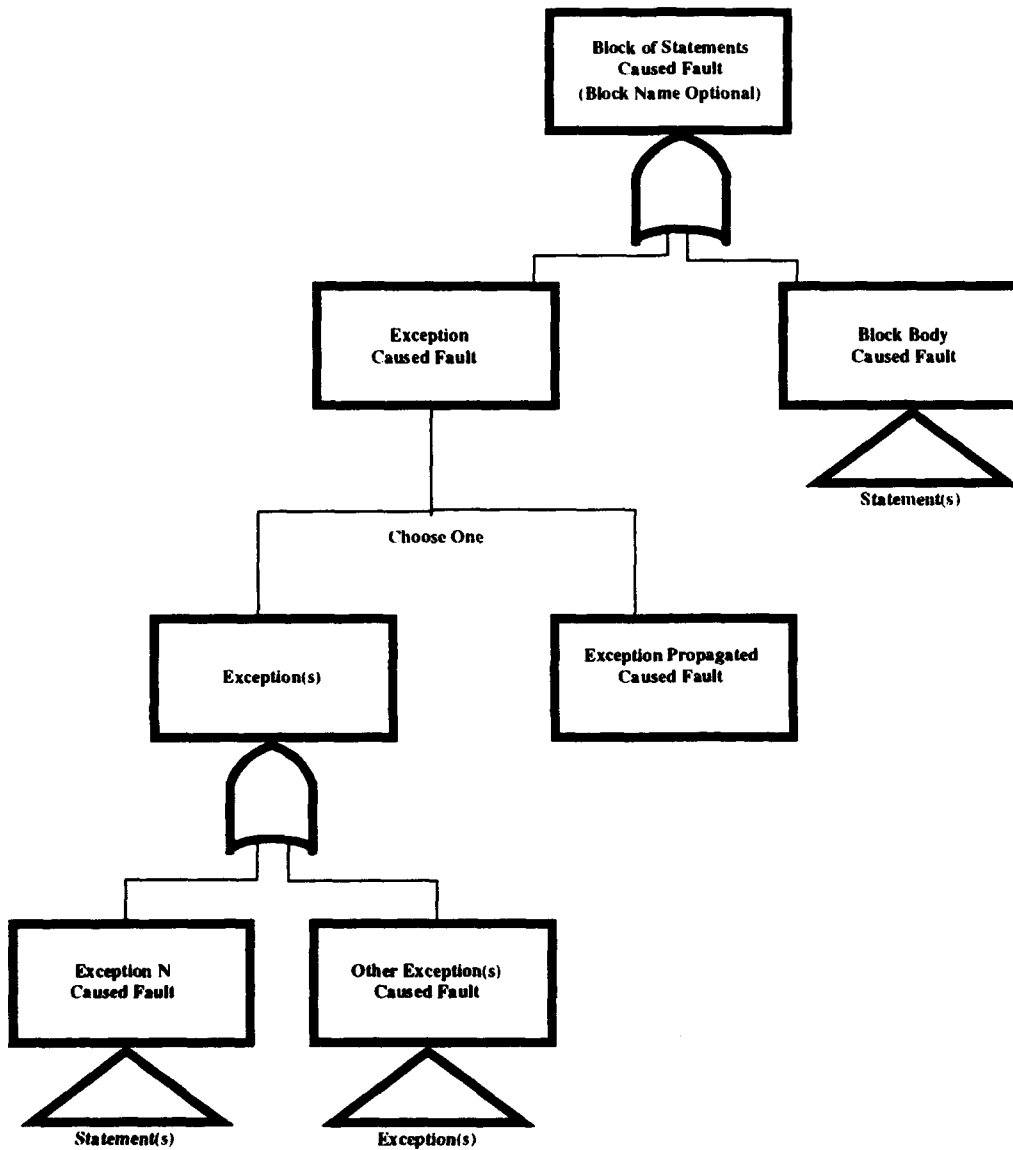 Block of Statements
Caused Fault
(Block Name Optional)
Exception
Caused Fault
Block Body
Caused Fault
Statement(s)
Choose One
Exception(s)
Exception Propagated
Caused Fault
Exception N
Caused Fault
Other Exception(s)
Caused Fault
Statement(s)
Exception(s)